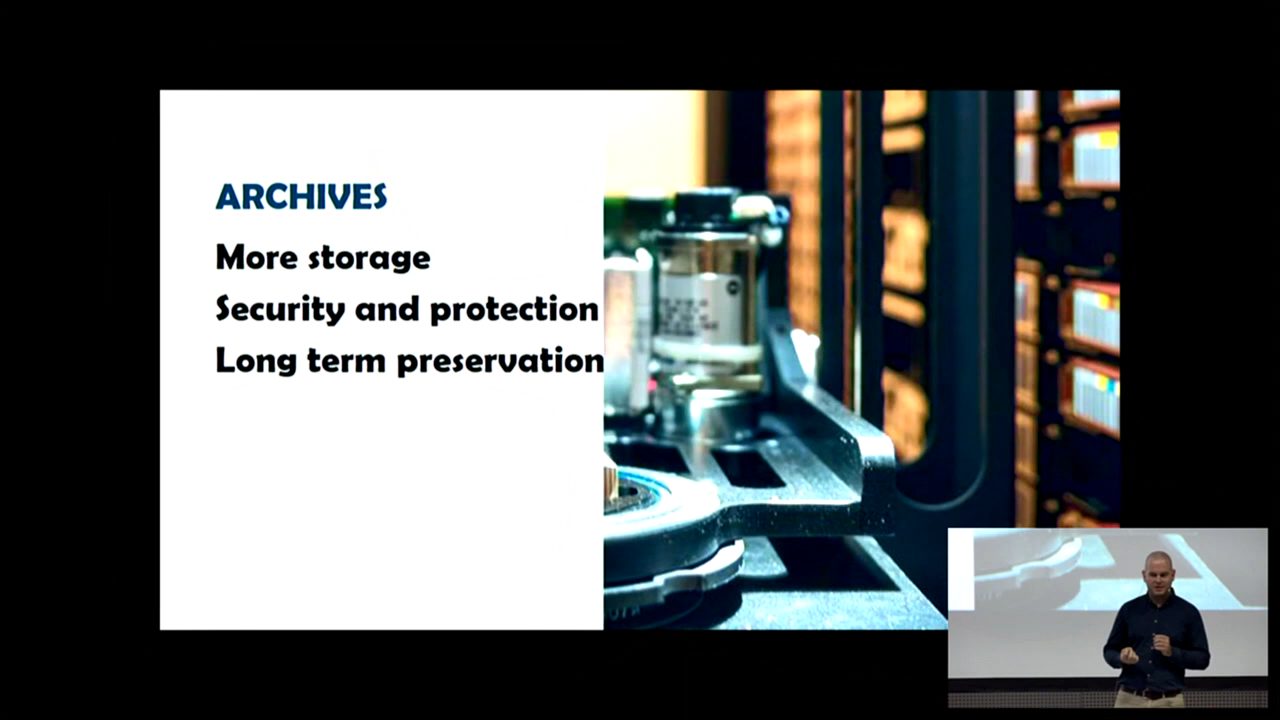 ARCHIVES
More storage
Security and protection
Long term preservation